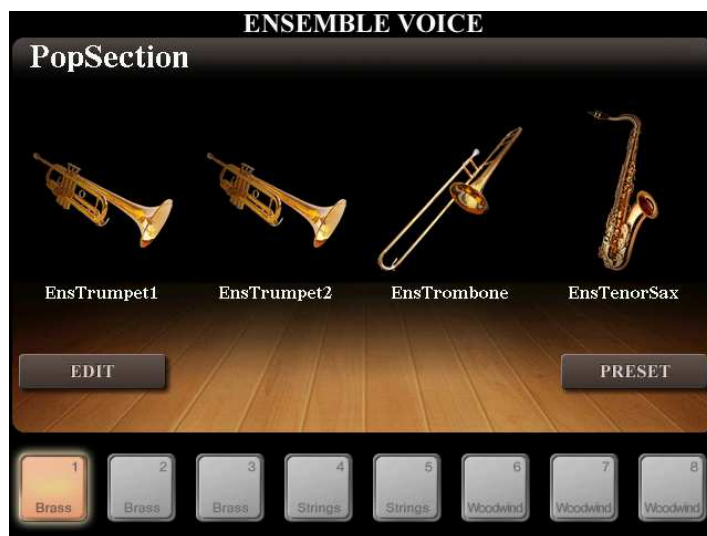 ENSEMBLE VOICE
PopSection
EnsTrumpet1 EnsTrumpet2 EnsTrombone EnsTenorSax
EDIT PRESET
1 2 3 4 5 6 7 8
Brass Brass Brass Strings Strings Woodwind Woodwind Woodwind